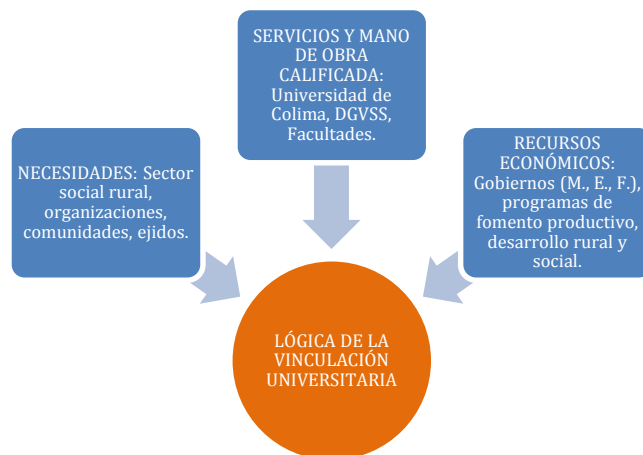 SERVICIOS Y MANO
DE OBRA
CALIFICADA:
Universidad de
Colima, DGVSS,
Facultades.
NECESIDADES: Sector
social rural,
organizaciones,
comunidades, ejidos.
RECURSOS
ECONÓMICOS:
Gobiernos (M., E., F.),
programas de
fomento productivo,
desarrollo rural y
social.
LÓGICA DE LA
VINCULACIÓN
UNIVERSITARIA